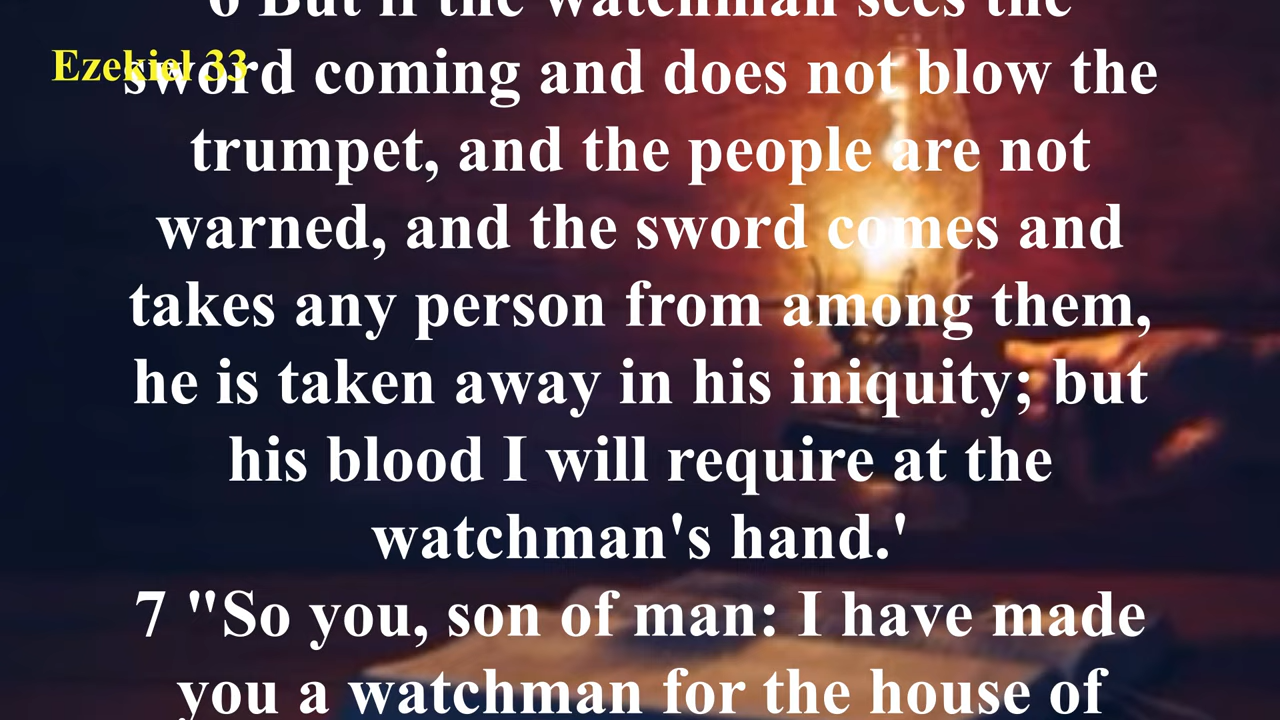 6 But if the watchman sees the
Ezekiel 33
sword coming and does not blow the
trumpet, and the people are not
warned, and the sword comes and
takes any person from among them,
he is taken away in his iniquity; but
his blood I will require at the
watchman's hand.'
7 "So you, son of man: I have made
you a watchman for the house of